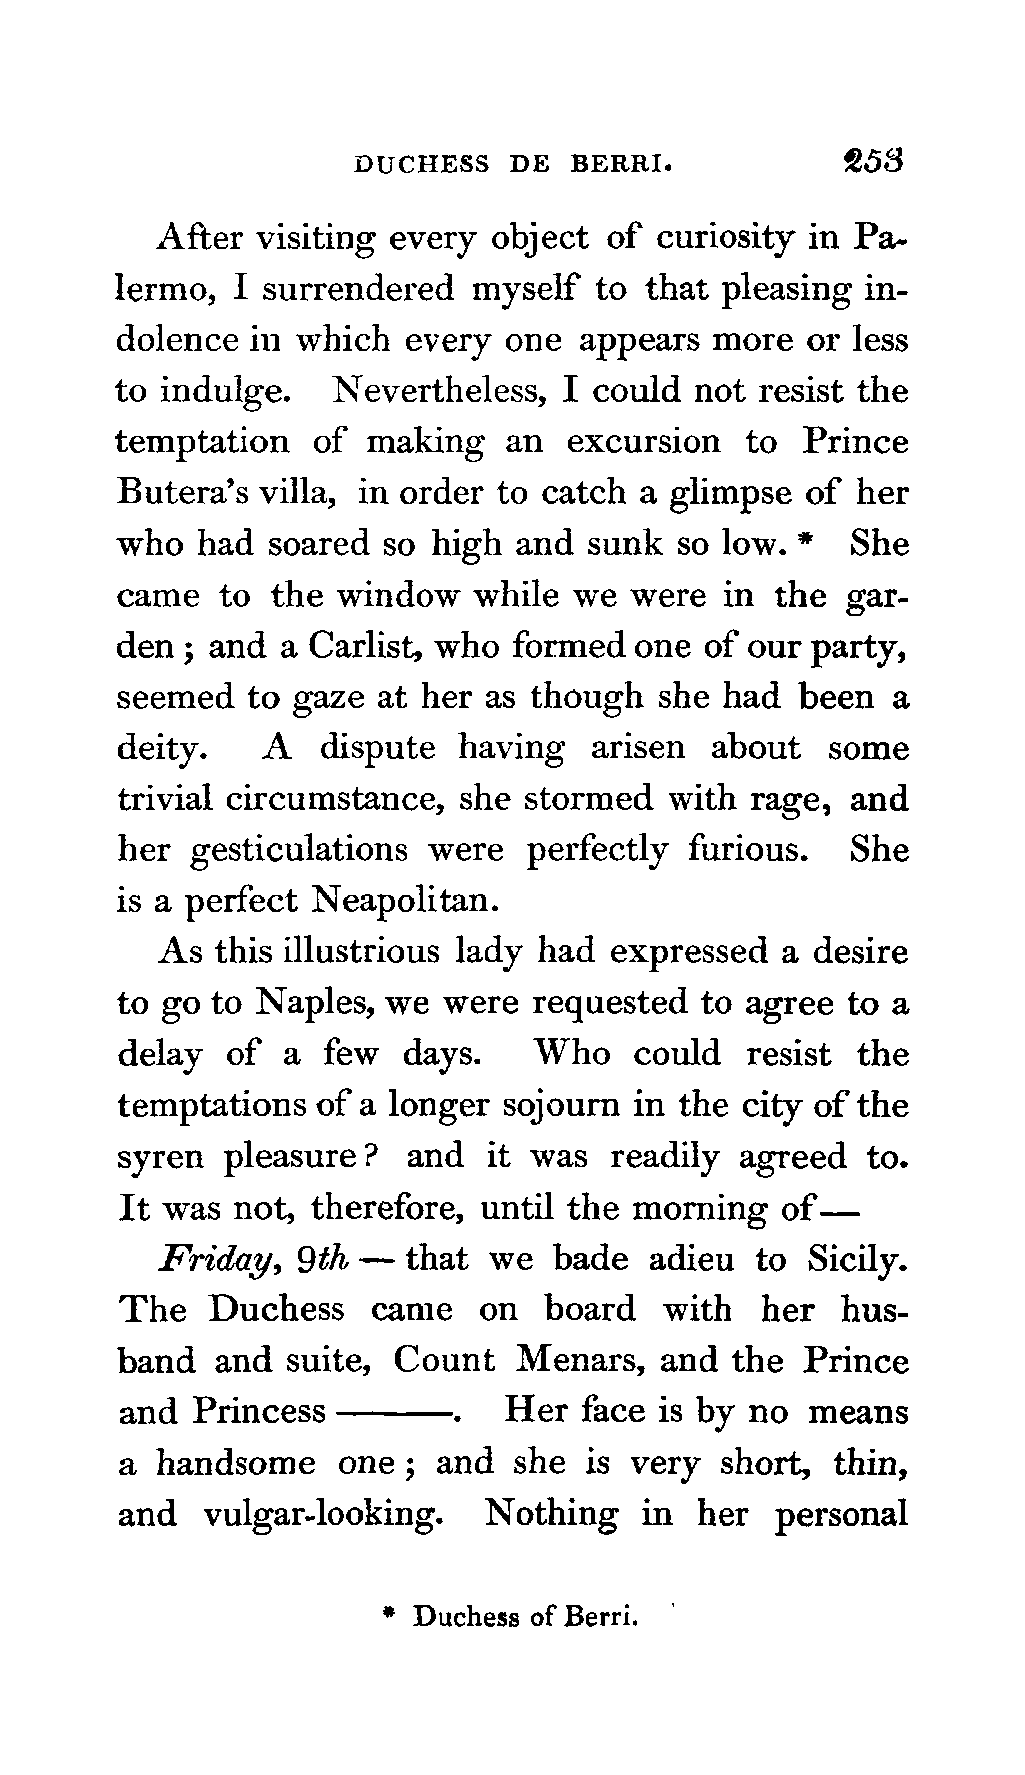 DUCHESS DE BERRI. 253
After visiting every object of curiosity in Pa-
lermo, I surrendered myself to that pleasing in-
dolence in which every one appears more or less
to indulge. Nevertheless, I could not resist the
temptation of making an excursion to Prince
Butera's villa, in order to catch a glimpse of her
who had soared so high and sunk so low. * She
came to the window while we were in the gar-
den ; and a Carlist, who formed one of our party,
seemed to gaze at her as though she had been a
deity. A dispute having arisen about some
trivial circumstance, she stormed with rage, and
her gesticulations were perfectly furious. She
is a perfect Neapolitan.
As this illustrious lady had expressed a desire
to go to Naples, we were requested to agree to a
delay of a few days. Who could resist the
temptations of a longer sojourn in the city of the
syren pleasure ? and it was readily agreed to.
It was not, therefore, until the morning of—
Friday, 9th — that we bade adieu to Sicily.
The Duchess came on board with her hus-
band and suite, Count Menars, and the Prince
and Princess ———. Her face is by no means
a handsome one ; and she is very short, thin,
and vulgar-looking. Nothing in her personal
* Duchess of Berri.